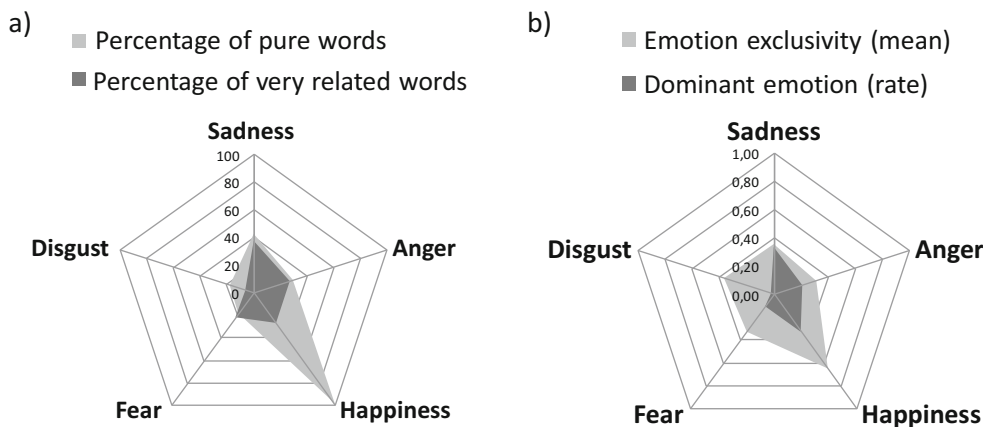 a)
Percentage of pure words
Percentage of very related words
Sadness
100
80
60
40
20
0
Disgust
Anger
Fear
Happiness
b)
Emotion exclusivity (mean)
Dominant emotion (rate)
Sadness
1,00
0,80
0,60
0,40
0,20
0,00
Disgust
Anger
Fear
Happiness